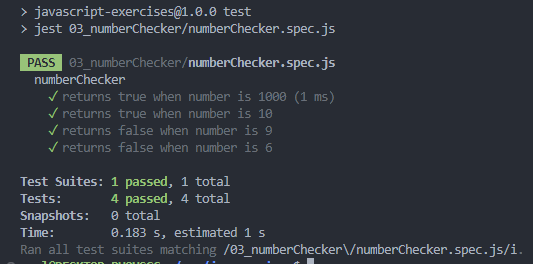 > javascript-exercises@1.0.0 test
> jest 03_numberChecker/numberChecker.spec.js
PASS 03_numberChecker/numberChecker.spec.js
numberChecker
✓ returns true when number is 1000 (1 ms)
✓ returns true when number is 10
✓ returns false when number is 9
✓ returns false when number is 6
Test Suites: 1 passed, 1 total
Tests: 4 passed, 4 total
Snapshots: 0 total
Time: 0.183 s, estimated 1 s
Ran all test suites matching /03_numberChecker\/numberChecker.spec.js/i.